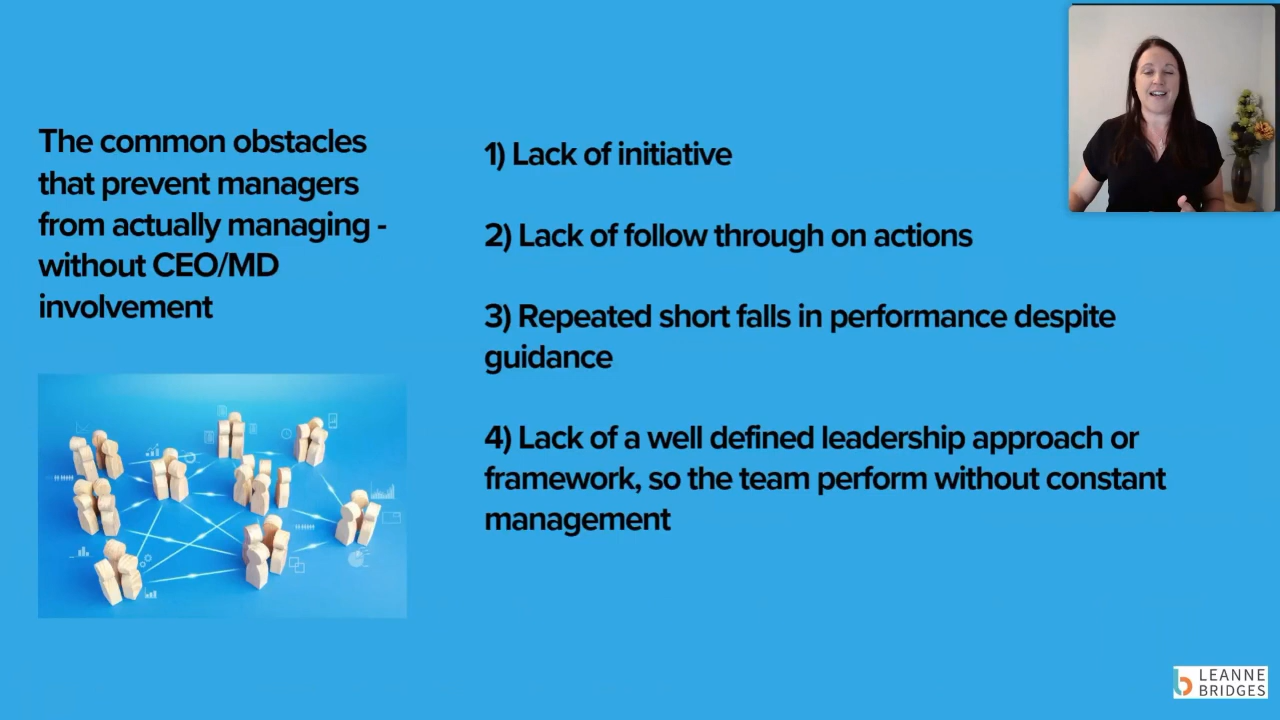 The common obstacles
that prevent managers
from actually managing -
without CEO/MD
involvement
1) Lack of initiative
2) Lack of follow through on actions
3) Repeated short falls in performance despite
guidance
4) Lack of a well defined leadership approach or
framework, so the team perform without constant
management
LEANNE
BRIDGES